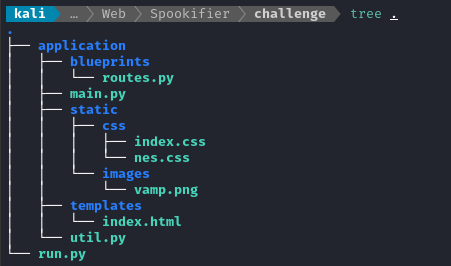 kali … Web Spookifier challenge tree .
.
├── application
│   ├── blueprints
│   │   └── routes.py
│   ├── main.py
│   ├── static
│   │   ├── css
│   │   │   ├── index.css
│   │   │   └── nes.css
│   │   └── images
│   │       └── vamp.png
│   ├── templates
│   │   └── index.html
│   └── util.py
└── run.py